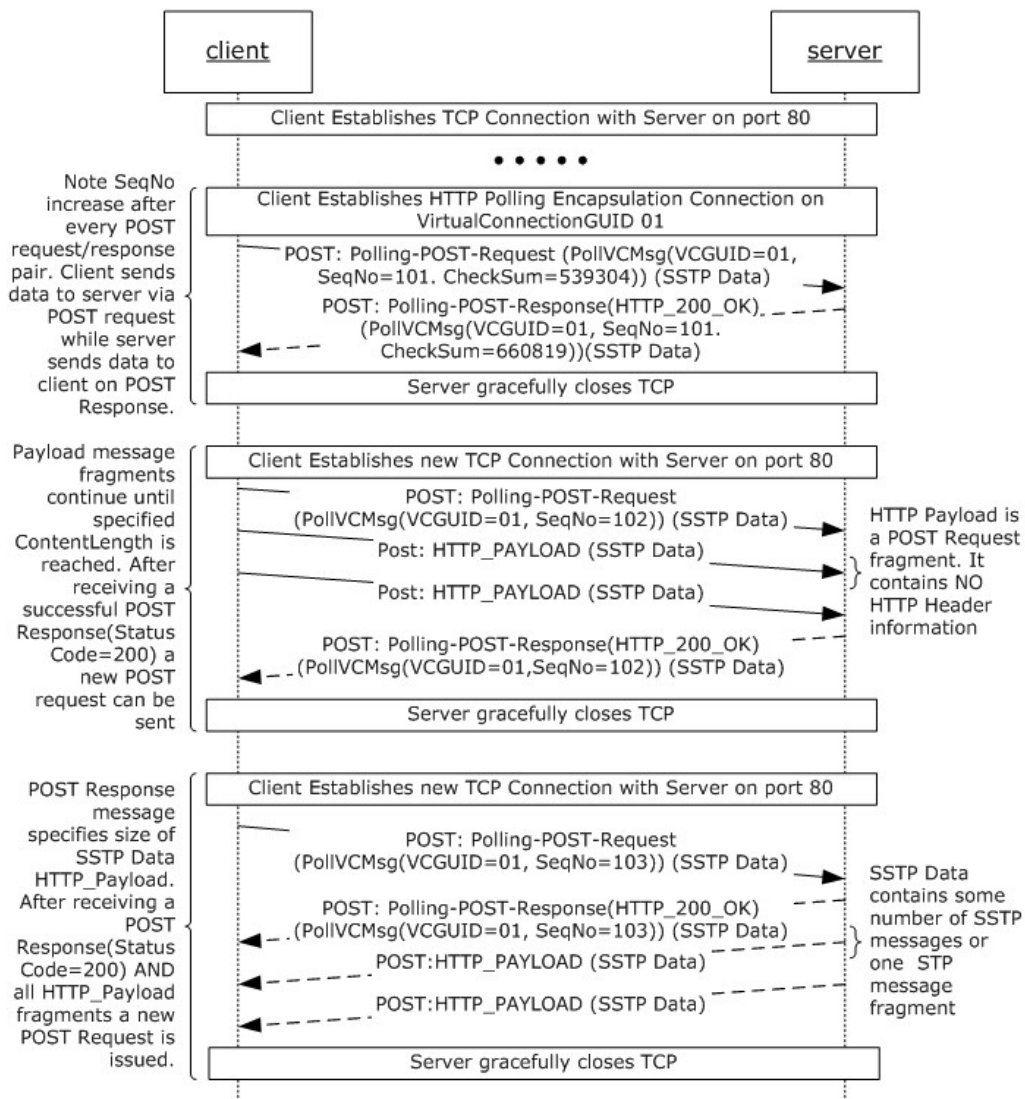 client
server
Client Establishes TCP Connection with Server on port 80
• • • • •
Note SeqNo
increase after
every POST
request/response
pair. Client sends
data to server via
POST request
while server
sends data to
client on POST
Response.
Client Establishes HTTP Polling Encapsulation Connection on
VirtualConnectionGUID 01
POST: Polling-POST-Request (PollVCMsg(VCGUID=01,
SeqNo=101. CheckSum=539304)) (SSTP Data)
POST: Polling-POST-Response(HTTP_200_OK)
(PollVCMsg(VCGUID=01, SeqNo=101.
CheckSum=660819))(SSTP Data)
Server gracefully closes TCP
Payload message
fragments
continue until
specified
ContentLength is
reached. After
receiving a
successful POST
Response(Status
Code=200) a
new POST
request can be
sent
Client Establishes new TCP Connection with Server on port 80
POST: Polling-POST-Request
(PollVCMsg(VCGUID=01, SeqNo=102)) (SSTP Data)
Post: HTTP_PAYLOAD (SSTP Data)
Post: HTTP_PAYLOAD (SSTP Data)
POST: Polling-POST-Response(HTTP_200_OK)
(PollVCMsg(VCGUID=01,SeqNo=102)) (SSTP Data)
HTTP Payload is
a POST Request
fragment. It
contains NO
HTTP Header
information
Server gracefully closes TCP
POST Response
message
specifies size of
SSTP Data
HTTP_Payload.
After receiving a
POST
Response(Status
Code=200) AND
all HTTP_Payload
fragments a new
POST Request is
issued.
Client Establishes new TCP Connection with Server on port 80
POST: Polling-POST-Request
(PollVCMsg(VCGUID=01, SeqNo=103)) (SSTP Data)
POST: Polling-POST-Response(HTTP_200_OK)
(PollVCMsg(VCGUID=01, SeqNo=103)) (SSTP Data)
POST:HTTP_PAYLOAD (SSTP Data)
POST:HTTP_PAYLOAD (SSTP Data)
SSTP Data
contains some
number of SSTP
messages or
one STP
message
fragment
Server gracefully closes TCP